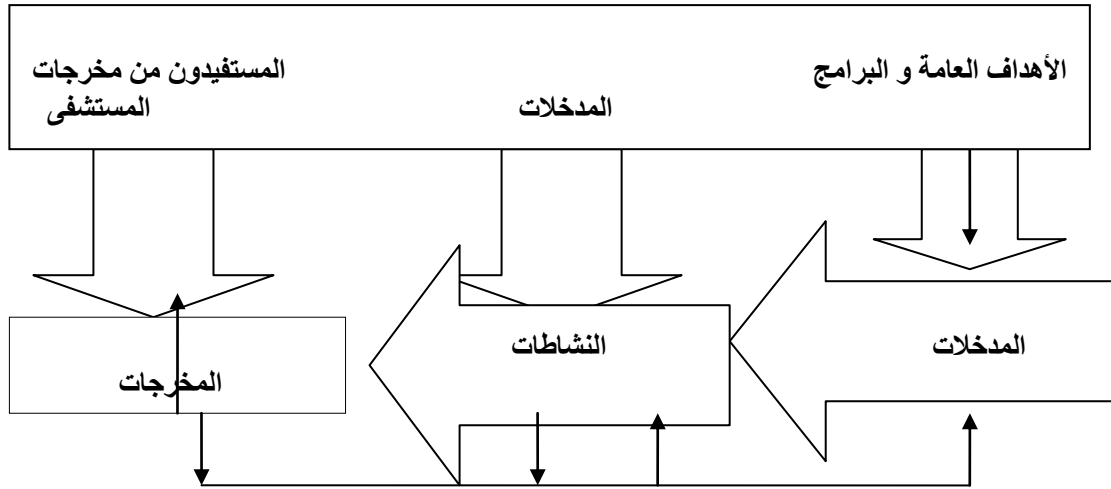 الأهداف العامة و البرامج
المدخلات
المستفيدون من مخرجات
المستشفى
المدخلات
النشاطات
المخرجات